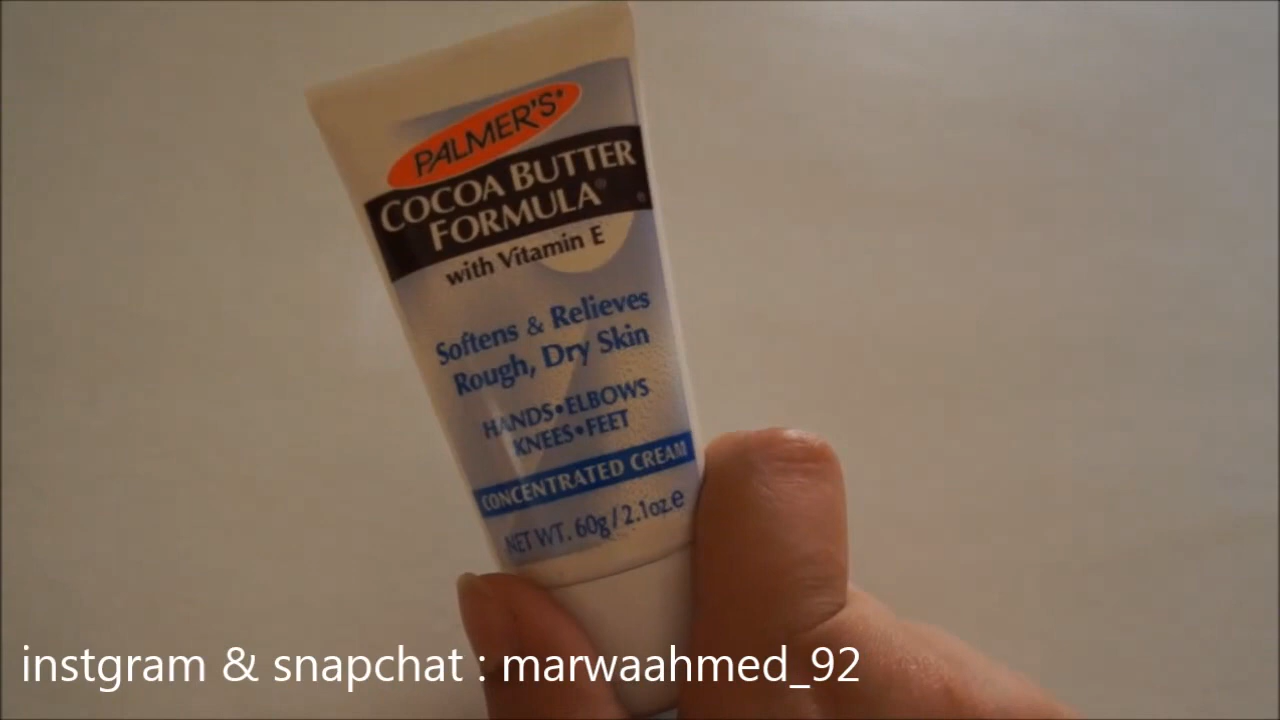 PALMER'S®
COCOA BUTTER
FORMULA®
with Vitamin E
Softens & Relieves
Rough, Dry Skin
HANDS•ELBOWS
KNEES•FEET
CONCENTRATED CREAM
NET WT. 60g/2.1oz.e
instgram & snapchat : marwaahmed_92